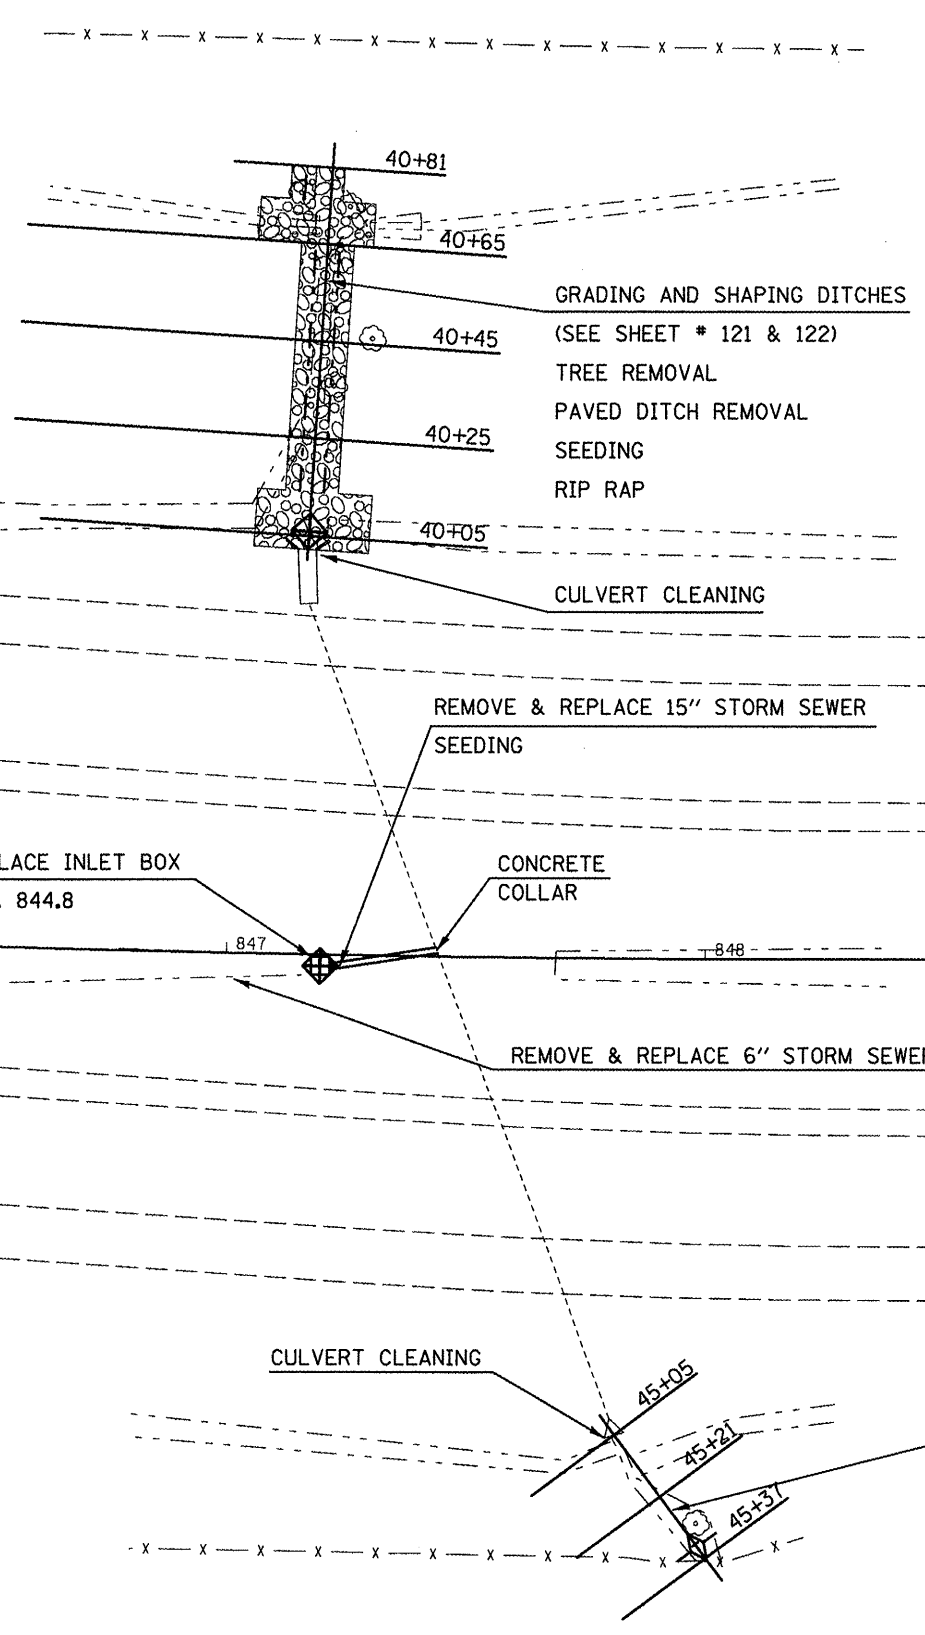 40+81
40+65
GRADING AND SHAPING DITCHES
(SEE SHEET # 121 & 122)
40+45
TREE REMOVAL
PAVED DITCH REMOVAL
40+25
SEEDING
RIP RAP
40+05
CULVERT CLEANING
REMOVE & REPLACE 15" STORM SEWER
SEEDING
LACE INLET BOX
. 844.8
CONCRETE
COLLAR
847
848
REMOVE & REPLACE 6" STORM SEWER
CULVERT CLEANING
45+05
45+21
45+37